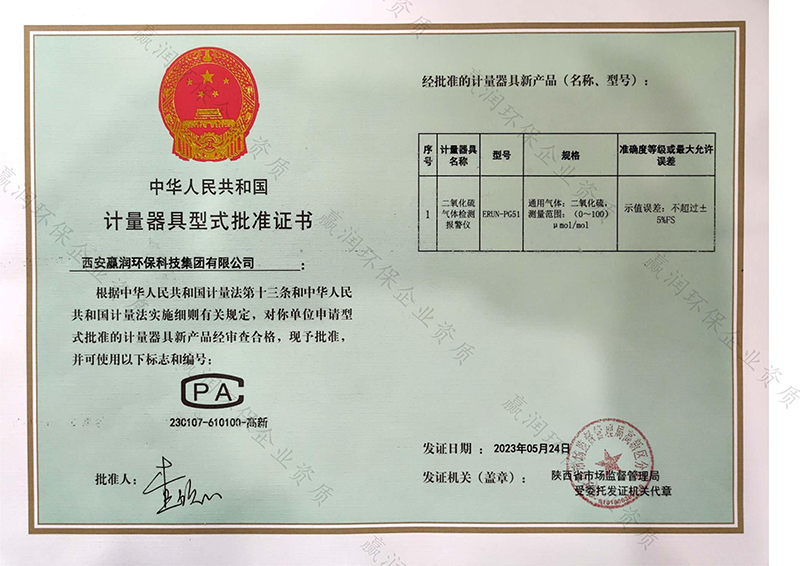 中华人民共和国
计量器具型式批准证书
西安赢润环保科技集团有限公司：
根据中华人民共和国计量法第十三条和中华人民
共和国计量法实施细则有关规定，对你单位申请型
式批准的计量器具新产品经审查合格，现予批准，
并可使用以下标志和编号：
CPA
23C107-610100-高新
批准人：
经批准的计量器具新产品（名称、型号）：
序号 计量器具名称 型号 规格 准确度等级或最大允许误差
1 二氧化硫气体检测报警仪 ERUN-PG51 通用气体：二氧化硫，测量范围：（0～100）μmol/mol 示值误差：不超过±5%FS
发证日期：2023年05月24日
发证机关（盖章）：陕西省市场监督管理局
受委托发证机关代章
赢润环保企业资质